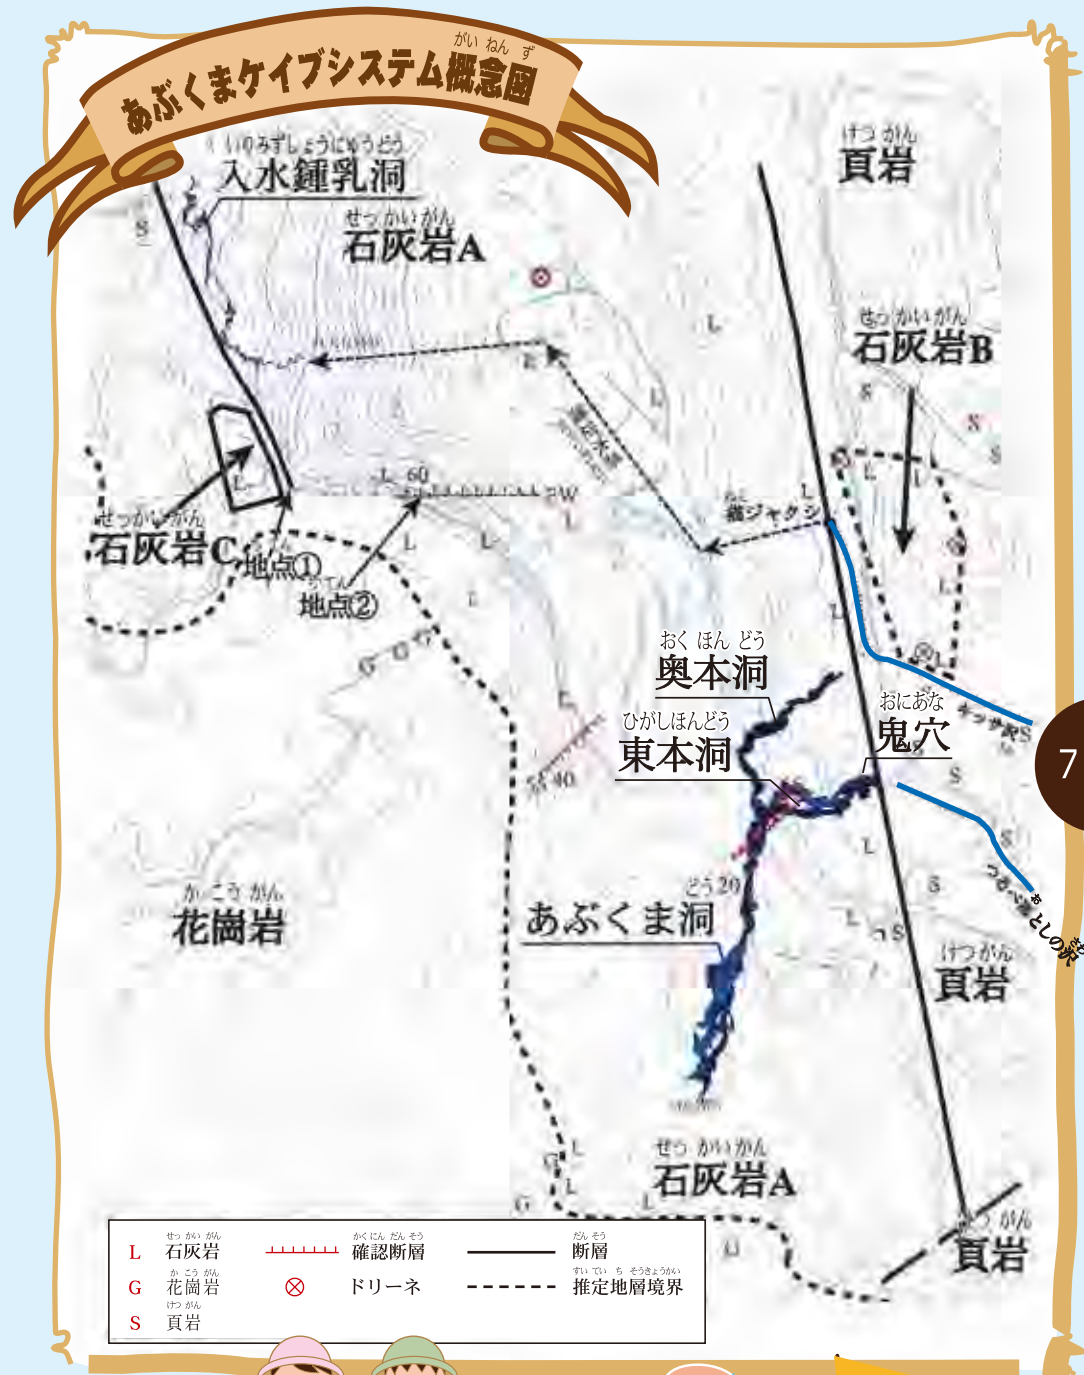 あぶくまケイブシステム概念図
がい ねん ず
いりみずしょうにゅうどう
入水鍾乳洞
せっ かい がん
石灰岩A
けつ がん
頁岩
せっ かい がん
石灰岩B
せっかい がん
石灰岩C
地点①
地点②
L 60
猫ジャクシ
おく ほん どう
奥本洞
ひがしほんどう
東本洞
おにあな
鬼穴
40
か こう がん
花崗岩
どう
20
あぶくま洞
けつ がん
頁岩
せっ かい がん
石灰岩A
がん
頁岩
7
せっ かい がん
L 石灰岩
かくにん だん そう
確認断層
だん そう
断層
か こう がん
G 花崗岩
ドリーネ
すい てい ち そうきょうかい
推定地層境界
けつ がん
S 頁岩